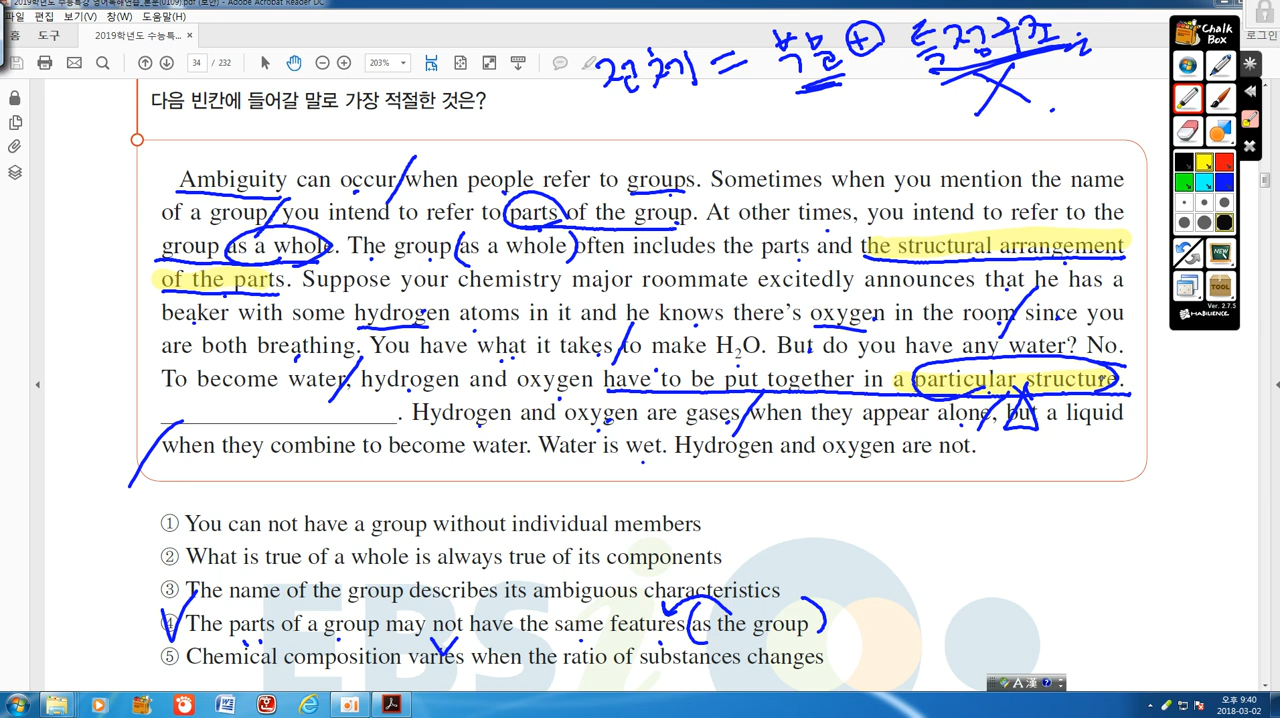 2019학년도 수능특강 영어독해연습_본문(0109).pdf (보안) - Adobe Acrobat Reader DC
파일 편집 보기(V) 창(W) 도움말(H)
홈 도구 2019학년도 수능특... × 로그인
34 / 232 203%
전체 = 부분 + 특정구조
다음 빈칸에 들어갈 말로 가장 적절한 것은?
Ambiguity can occur when people refer to groups. Sometimes when you mention the name
of a group, you intend to refer to parts of the group. At other times, you intend to refer to the
group as a whole. The group as a whole often includes the parts and the structural arrangement
of the parts. Suppose your chemistry major roommate excitedly announces that he has a
beaker with some hydrogen atoms in it and he knows there's oxygen in the room since you
are both breathing. You have what it takes to make H₂O. But do you have any water? No.
To become water, hydrogen and oxygen have to be put together in a particular structure.
____________________. Hydrogen and oxygen are gases when they appear alone, but a liquid
when they combine to become water. Water is wet. Hydrogen and oxygen are not.
① You can not have a group without individual members
② What is true of a whole is always true of its components
③ The name of the group describes its ambiguous characteristics
④ The parts of a group may not have the same features as the group
⑤ Chemical composition varies when the ratio of substances changes
EBSi
Chalk Box
NEW
TOOL
Ver. 2.7.5
HABILIENCE
A 漢
오후 9:40
2018-03-02